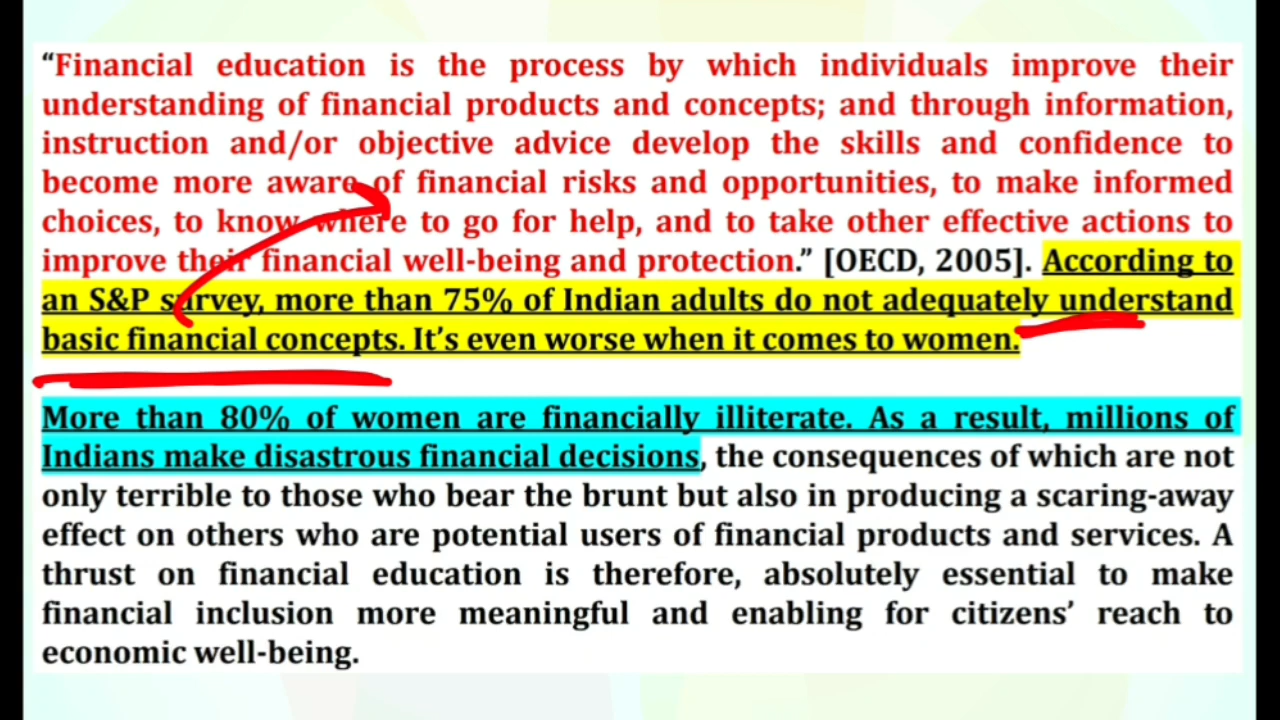 “Financial education is the process by which individuals improve their
understanding of financial products and concepts; and through information,
instruction and/or objective advice develop the skills and confidence to
become more aware of financial risks and opportunities, to make informed
choices, to know where to go for help, and to take other effective actions to
improve their financial well-being and protection.” [OECD, 2005]. According to
an S&P survey, more than 75% of Indian adults do not adequately understand
basic financial concepts. It’s even worse when it comes to women.
More than 80% of women are financially illiterate. As a result, millions of
Indians make disastrous financial decisions, the consequences of which are not
only terrible to those who bear the brunt but also in producing a scaring-away
effect on others who are potential users of financial products and services. A
thrust on financial education is therefore, absolutely essential to make
financial inclusion more meaningful and enabling for citizens’ reach to
economic well-being.